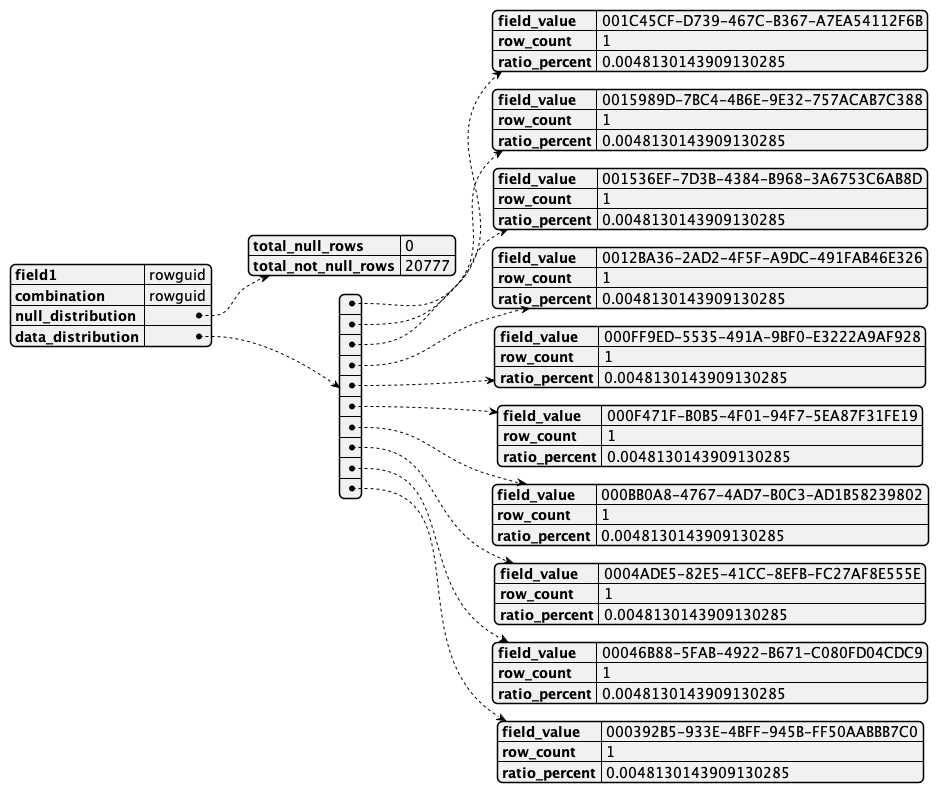 field1 rowguid
combination rowguid
null_distribution
data_distribution
total_null_rows 0
total_not_null_rows 20777
field_value 001C45CF-D739-467C-B367-A7EA54112F6B
row_count 1
ratio_percent 0.0048130143909130285
field_value 0015989D-7BC4-4B6E-9E32-757ACAB7C388
row_count 1
ratio_percent 0.0048130143909130285
field_value 001536EF-7D3B-4384-B968-3A6753C6AB8D
row_count 1
ratio_percent 0.0048130143909130285
field_value 0012BA36-2AD2-4F5F-A9DC-491FAB46E326
row_count 1
ratio_percent 0.0048130143909130285
field_value 000FF9ED-5535-491A-9BF0-E3222A9AF928
row_count 1
ratio_percent 0.0048130143909130285
field_value 000F471F-B0B5-4F01-94F7-5EA87F31FE19
row_count 1
ratio_percent 0.0048130143909130285
field_value 000BB0A8-4767-4AD7-B0C3-AD1B58239802
row_count 1
ratio_percent 0.0048130143909130285
field_value 0004ADE5-82E5-41CC-8EFB-FC27AF8E555E
row_count 1
ratio_percent 0.0048130143909130285
field_value 00046B88-5FAB-4922-B671-C080FD04CDC9
row_count 1
ratio_percent 0.0048130143909130285
field_value 000392B5-933E-4BFF-945B-FF50AABBB7C0
row_count 1
ratio_percent 0.0048130143909130285